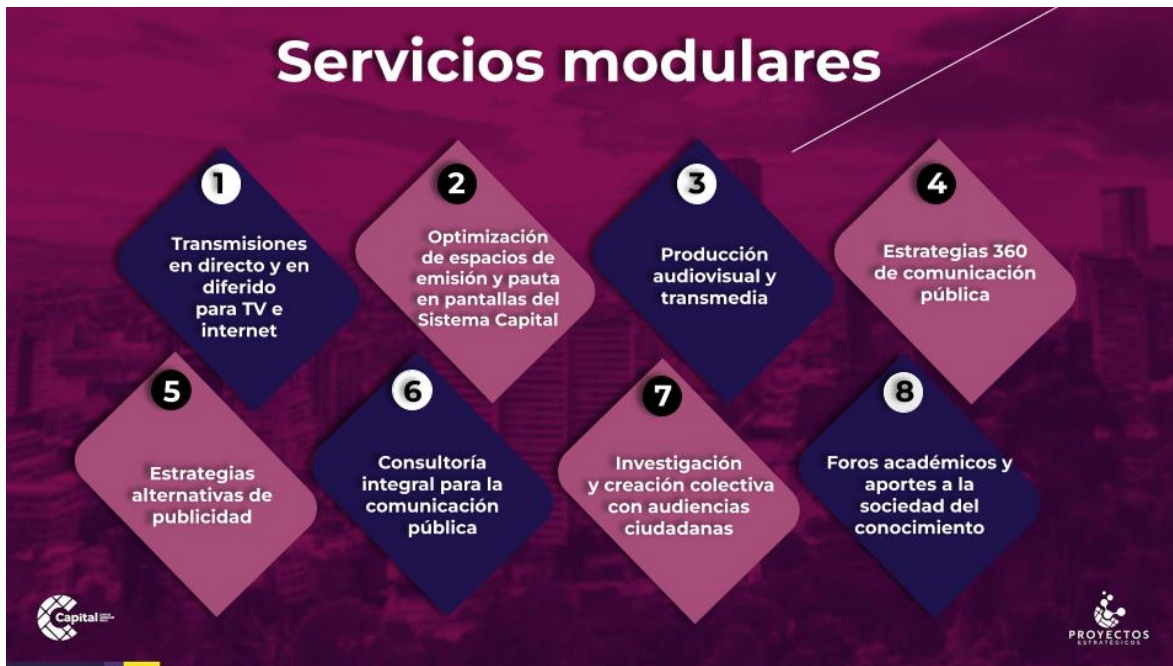 Servicios modulares
1
Transmisiones
en directo y en
diferido
para TV e
internet
2
Optimización
de espacios de
emisión y pauta
en pantallas del
Sistema Capital
3
Producción
audiovisual y
transmedia
4
Estrategias 360
de comunicación
pública
5
Estrategias
alternativas de
publicidad
6
Consultoría
integral para la
comunicación
pública
7
Investigación
y creación colectiva
con audiencias
ciudadanas
8
Foros académicos y
aportes a la
sociedad del
conocimiento
Capital
PROYECTOS
ESTRATÉGICOS